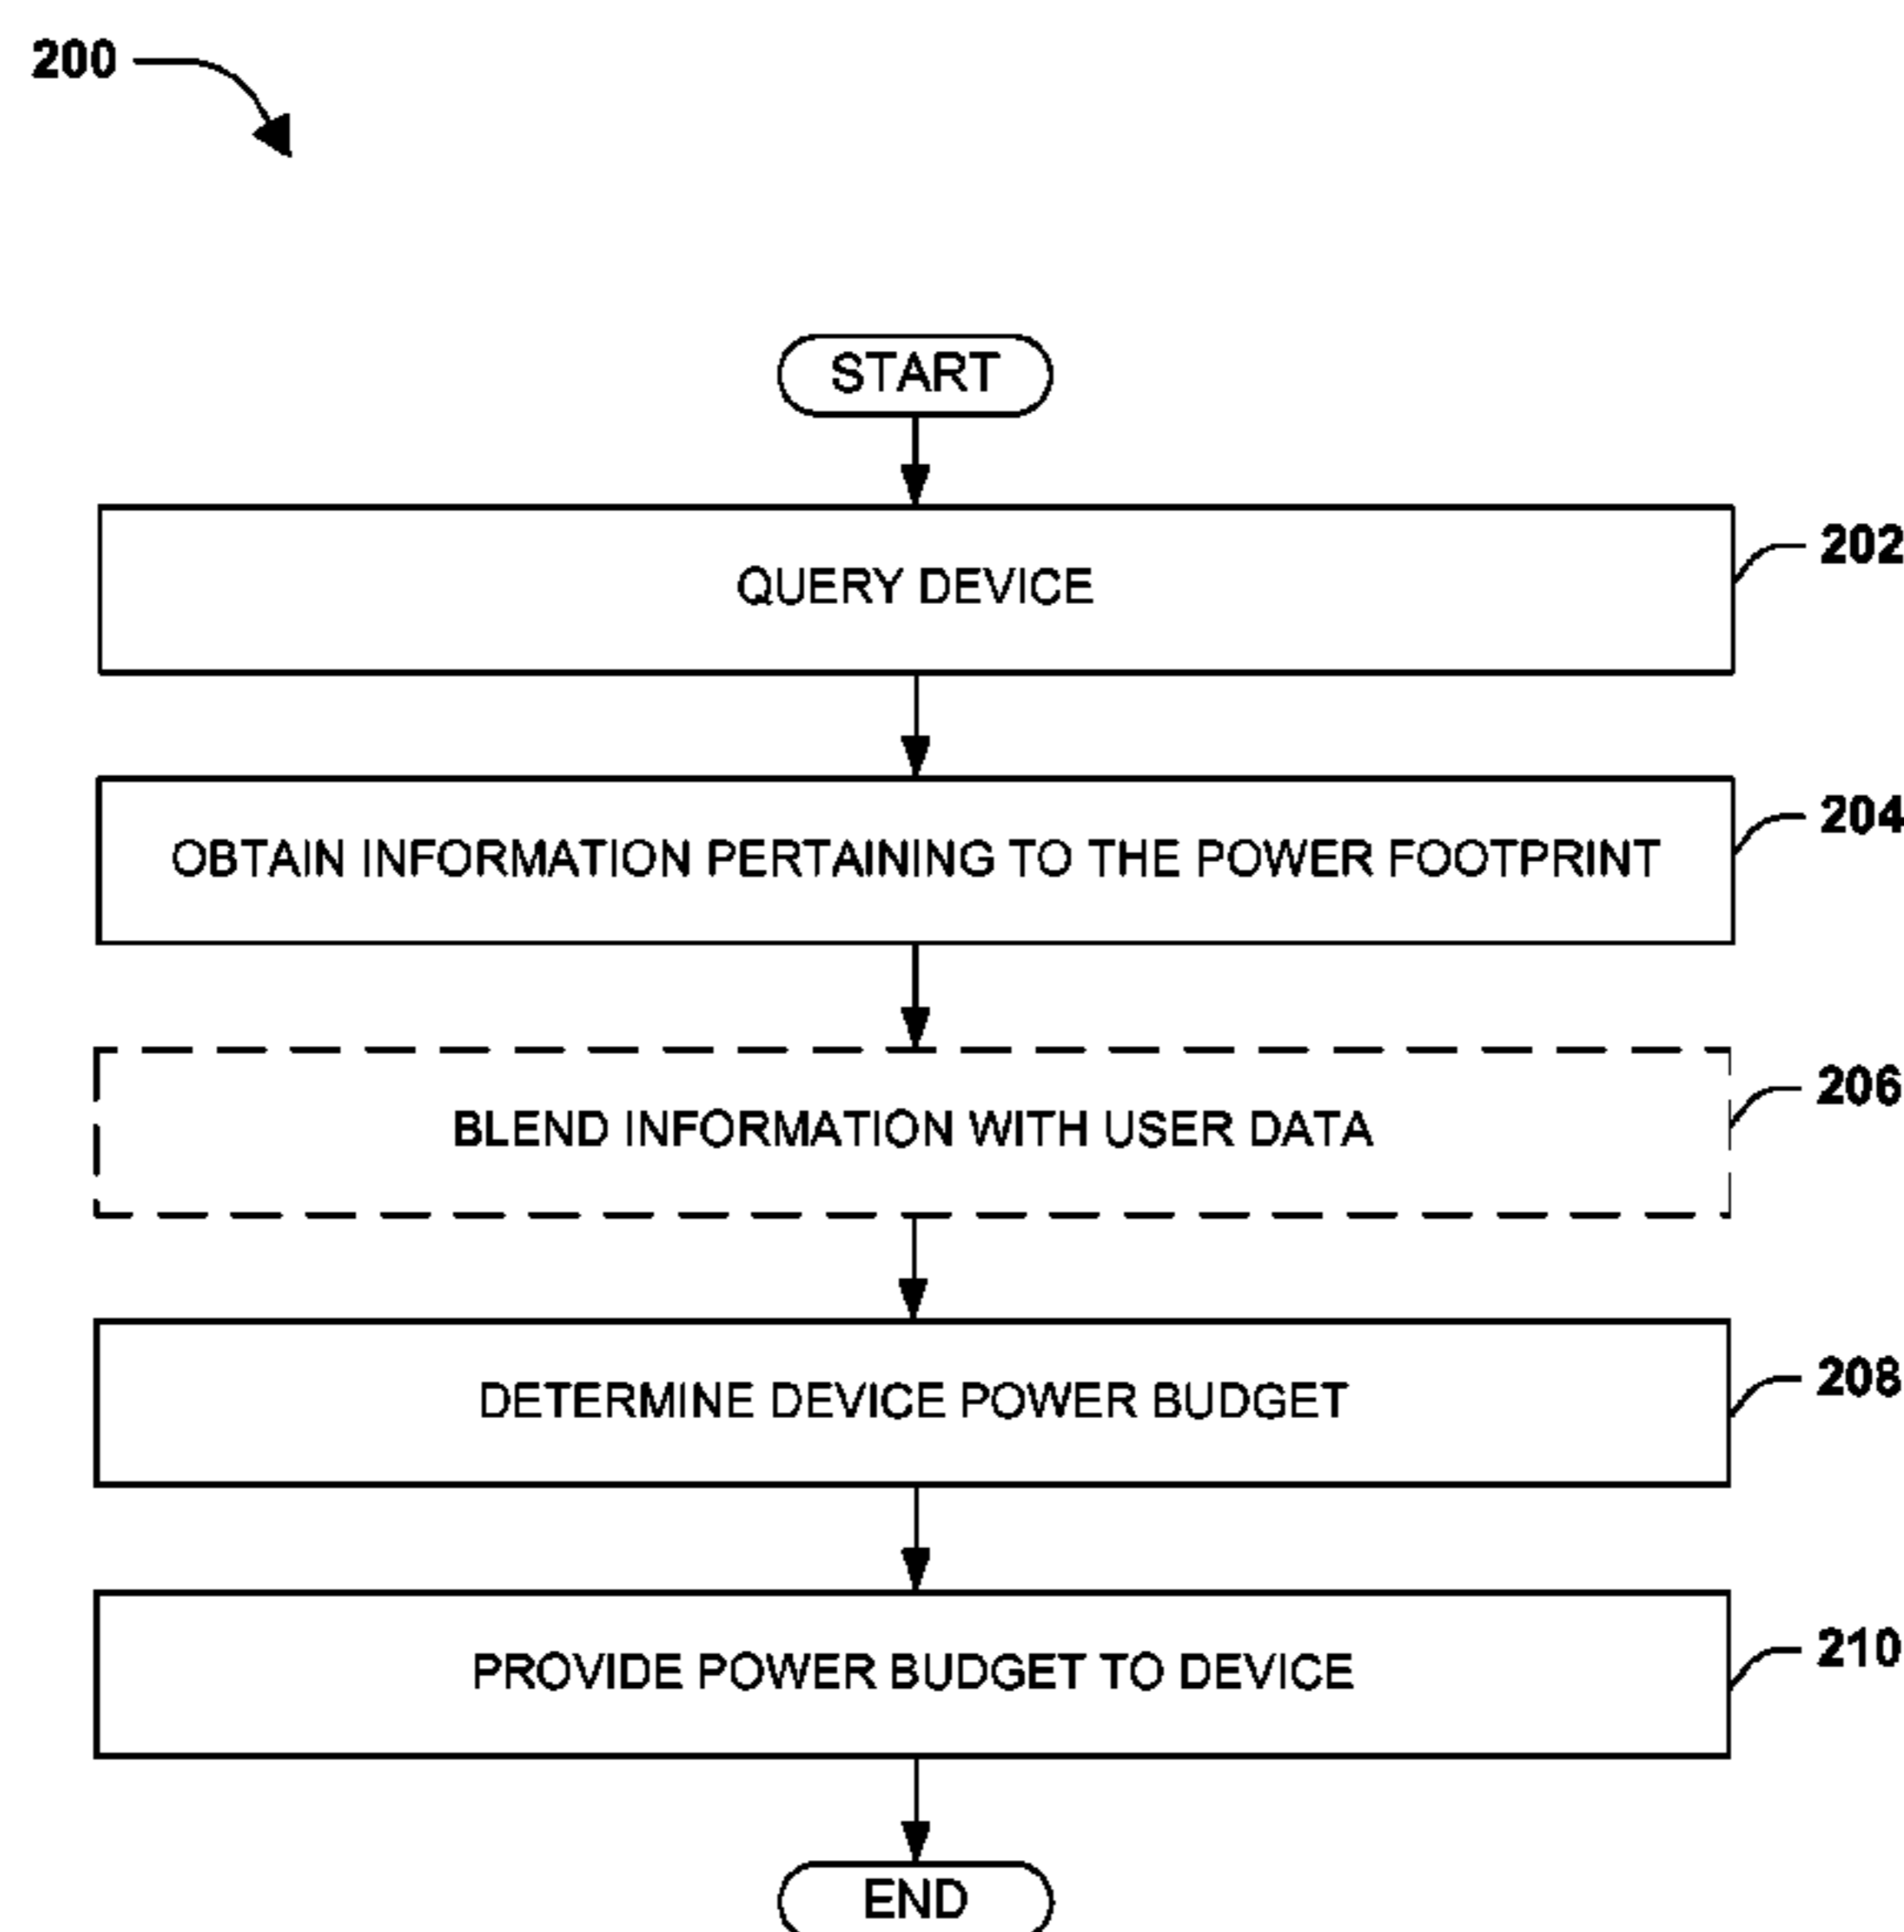 200
START
QUERY DEVICE
202
OBTAIN INFORMATION PERTAINING TO THE POWER FOOTPRINT
204
BLEND INFORMATION WITH USER DATA
206
DETERMINE DEVICE POWER BUDGET
208
PROVIDE POWER BUDGET TO DEVICE
210
END